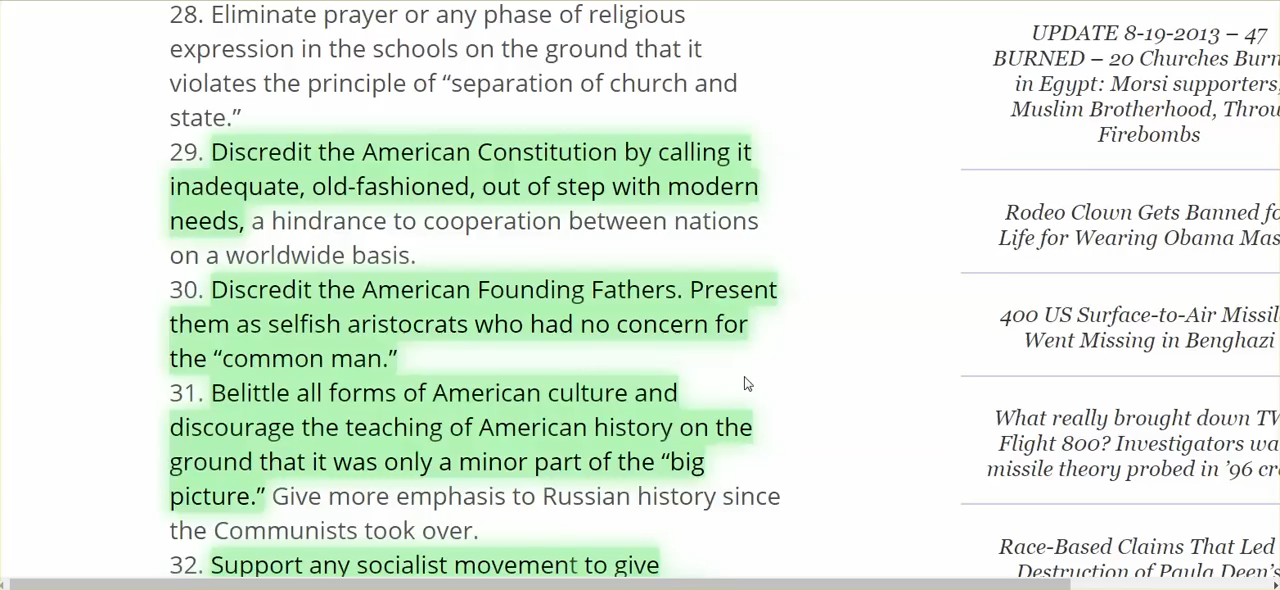 28. Eliminate prayer or any phase of religious
expression in the schools on the ground that it
violates the principle of “separation of church and
state.”
29. Discredit the American Constitution by calling it
inadequate, old-fashioned, out of step with modern
needs, a hindrance to cooperation between nations
on a worldwide basis.
30. Discredit the American Founding Fathers. Present
them as selfish aristocrats who had no concern for
the “common man.”
31. Belittle all forms of American culture and
discourage the teaching of American history on the
ground that it was only a minor part of the “big
picture.” Give more emphasis to Russian history since
the Communists took over.
32. Support any socialist movement to give
UPDATE 8-19-2013 – 47
BURNED – 20 Churches Burn
in Egypt: Morsi supporters,
Muslim Brotherhood, Throu
Firebombs
Rodeo Clown Gets Banned fo
Life for Wearing Obama Mas
400 US Surface-to-Air Missil
Went Missing in Benghazi
What really brought down TW
Flight 800? Investigators wa
missile theory probed in ’96 cr
Race-Based Claims That Led
Destruction of Paula Deen’s